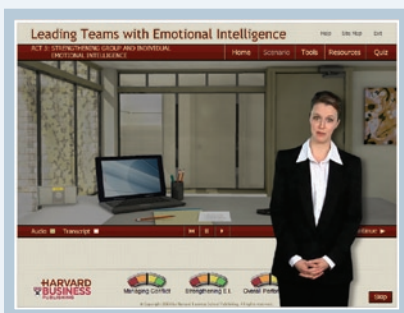 Leading Teams with Emotional Intelligence
Help Site Map Exit
ACT 3: STRENGTHENING GROUP AND INDIVIDUAL
EMOTIONAL INTELLIGENCE
Home Scenario Tools Resources Quiz
Audio Transcript
HARVARD
BUSINESS
PUBLISHING
Managing Conflict Strengthening E.I. Overall
Stop